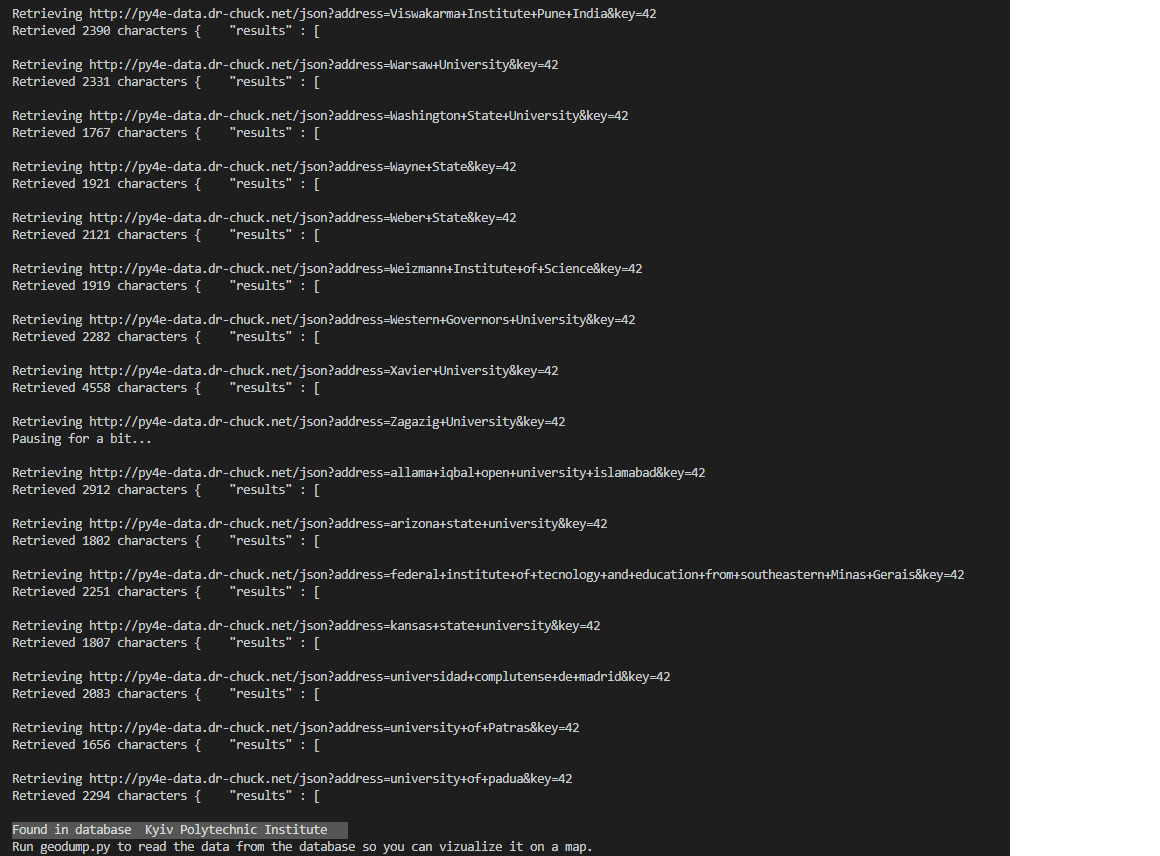 Retrieving http://py4e-data.dr-chuck.net/json?address=Viswakarma+Institute+Pune+India&key=42
Retrieved 2390 characters {    "results" : [
Retrieving http://py4e-data.dr-chuck.net/json?address=Warsaw+University&key=42
Retrieved 2331 characters {    "results" : [
Retrieving http://py4e-data.dr-chuck.net/json?address=Washington+State+University&key=42
Retrieved 1767 characters {    "results" : [
Retrieving http://py4e-data.dr-chuck.net/json?address=Wayne+State&key=42
Retrieved 1921 characters {    "results" : [
Retrieving http://py4e-data.dr-chuck.net/json?address=Weber+State&key=42
Retrieved 2121 characters {    "results" : [
Retrieving http://py4e-data.dr-chuck.net/json?address=Weizmann+Institute+of+Science&key=42
Retrieved 1919 characters {    "results" : [
Retrieving http://py4e-data.dr-chuck.net/json?address=Western+Governors+University&key=42
Retrieved 2282 characters {    "results" : [
Retrieving http://py4e-data.dr-chuck.net/json?address=Xavier+University&key=42
Retrieved 4558 characters {    "results" : [
Retrieving http://py4e-data.dr-chuck.net/json?address=Zagazig+University&key=42
Pausing for a bit...
Retrieving http://py4e-data.dr-chuck.net/json?address=allama+iqbal+open+university+islamabad&key=42
Retrieved 2912 characters {    "results" : [
Retrieving http://py4e-data.dr-chuck.net/json?address=arizona+state+university&key=42
Retrieved 1802 characters {    "results" : [
Retrieving http://py4e-data.dr-chuck.net/json?address=federal+institute+of+tecnology+and+education+from+southeastern+Minas+Gerais&key=42
Retrieved 2251 characters {    "results" : [
Retrieving http://py4e-data.dr-chuck.net/json?address=kansas+state+university&key=42
Retrieved 1807 characters {    "results" : [
Retrieving http://py4e-data.dr-chuck.net/json?address=universidad+complutense+de+madrid&key=42
Retrieved 2083 characters {    "results" : [
Retrieving http://py4e-data.dr-chuck.net/json?address=university+of+Patras&key=42
Retrieved 1656 characters {    "results" : [
Retrieving http://py4e-data.dr-chuck.net/json?address=university+of+padua&key=42
Retrieved 2294 characters {    "results" : [
Found in database  Kyiv Polytechnic Institute
Run geodump.py to read the data from the database so you can vizualize it on a map.